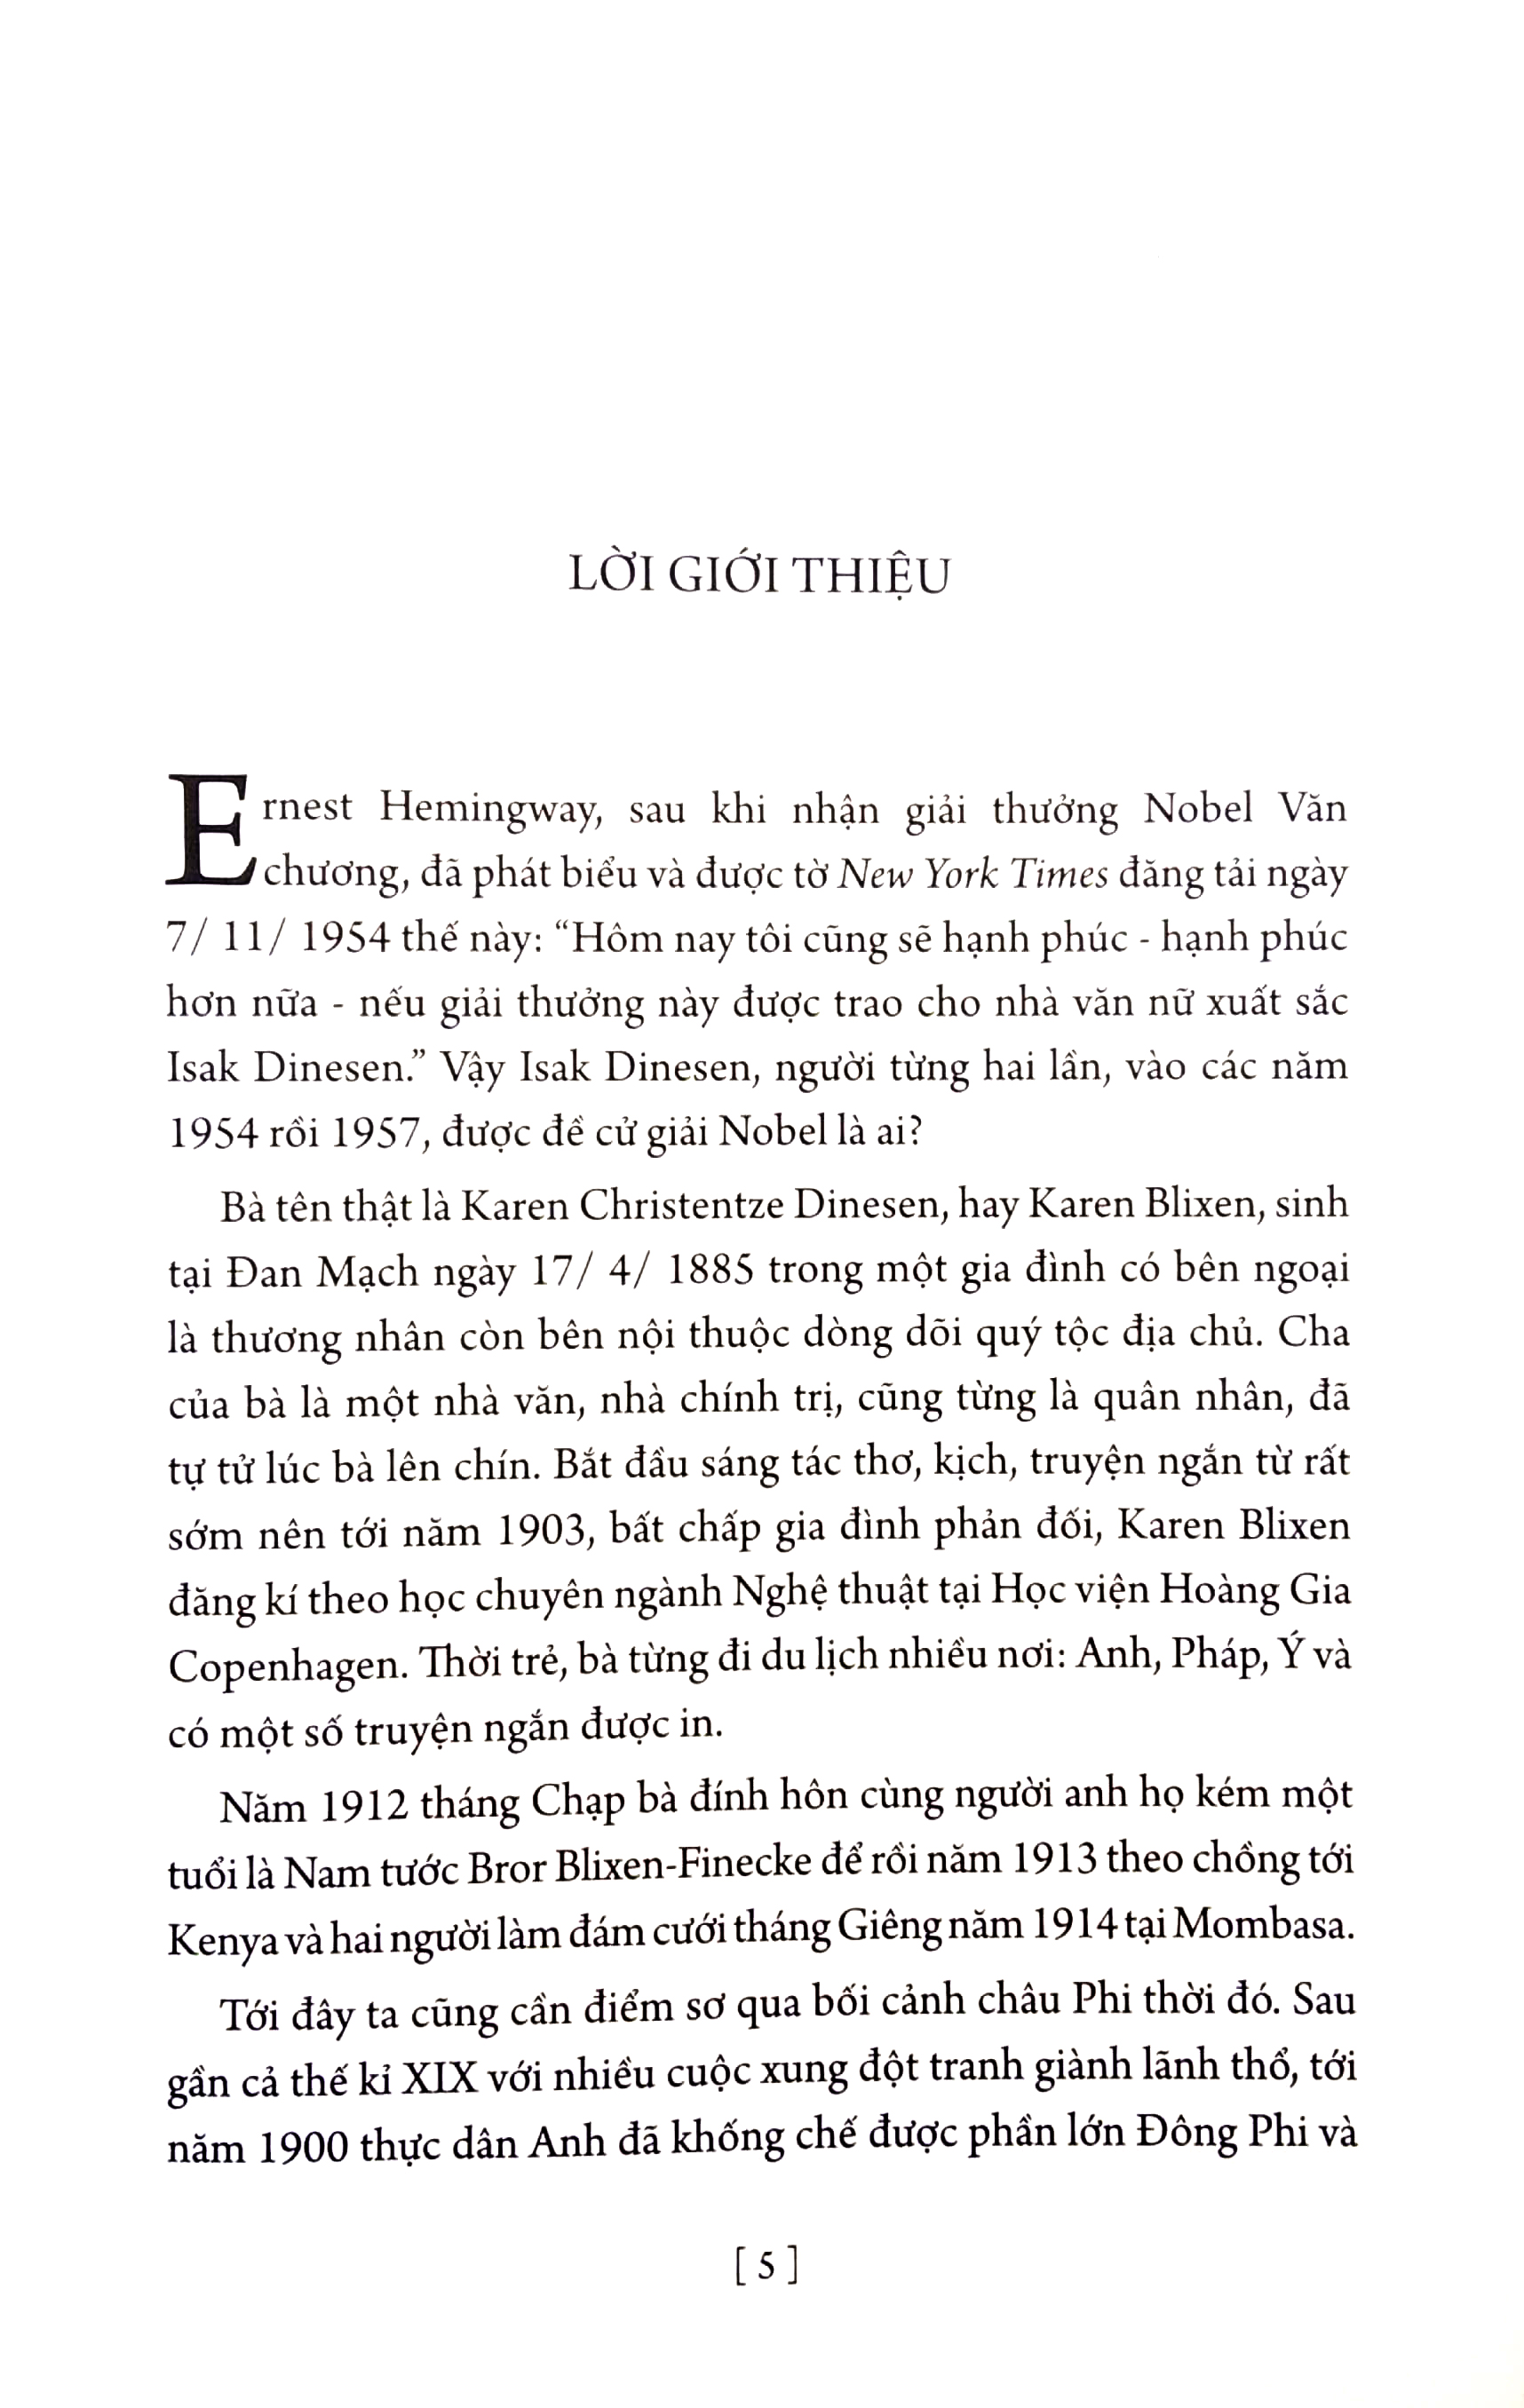 LỜI GIỚI THIỆU
Ernest Hemingway, sau khi nhận giải thưởng Nobel Văn
chương, đã phát biểu và được tờ New York Times đăng tải ngày
7/ 11/ 1954 thế này: “Hôm nay tôi cũng sẽ hạnh phúc - hạnh phúc
hơn nữa - nếu giải thưởng này được trao cho nhà văn nữ xuất sắc
Isak Dinesen.” Vậy Isak Dinesen, người từng hai lần, vào các năm
1954 rồi 1957, được đề cử giải Nobel là ai?
Bà tên thật là Karen Christentze Dinesen, hay Karen Blixen, sinh
tại Đan Mạch ngày 17/ 4/ 1885 trong một gia đình có bên ngoại
là thương nhân còn bên nội thuộc dòng dõi quý tộc địa chủ. Cha
của bà là một nhà văn, nhà chính trị, cũng từng là quân nhân, đã
tự tử lúc bà lên chín. Bắt đầu sáng tác thơ, kịch, truyện ngắn từ rất
sớm nên tới năm 1903, bất chấp gia đình phản đối, Karen Blixen
đăng kí theo học chuyên ngành Nghệ thuật tại Học viện Hoàng Gia
Copenhagen. Thời trẻ, bà từng đi du lịch nhiều nơi: Anh, Pháp, Ý và
có một số truyện ngắn được in.
Năm 1912 tháng Chạp bà đính hôn cùng người anh họ kém một
tuổi là Nam tước Bror Blixen-Finecke để rồi năm 1913 theo chồng tới
Kenya và hai người làm đám cưới tháng Giêng năm 1914 tại Mombasa.
Tới đây ta cũng cần điểm sơ qua bối cảnh châu Phi thời đó. Sau
gần cả thế kỉ XIX với nhiều cuộc xung đột tranh giành lãnh thổ, tới
năm 1900 thực dân Anh đã khống chế được phần lớn Đông Phi và
[ 5 ]